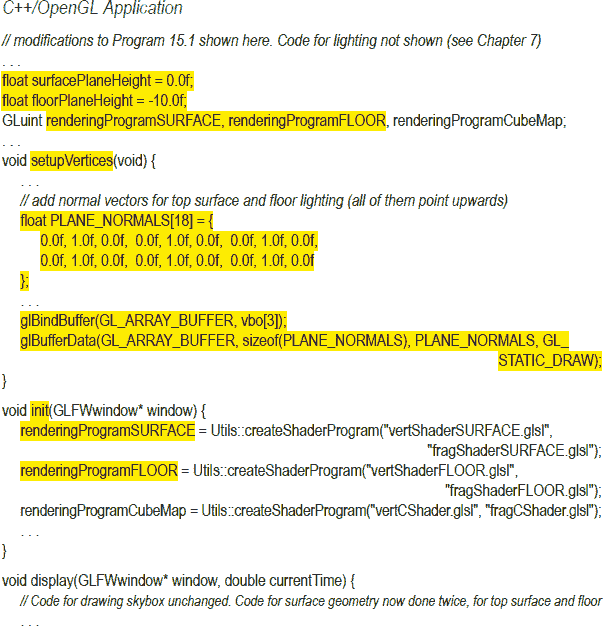 C++/OpenGL Application
// modifications to Program 15.1 shown here. Code for lighting not shown (see Chapter 7)
. . .
float surfacePlaneHeight = 0.0f;
float floorPlaneHeight = -10.0f;
GLuint renderingProgramSURFACE, renderingProgramFLOOR, renderingProgramCubeMap;
. . .
void setupVertices(void) {
. . .
// add normal vectors for top surface and floor lighting (all of them point upwards)
float PLANE_NORMALS[18] = {
0.0f, 1.0f, 0.0f, 0.0f, 1.0f, 0.0f, 0.0f, 1.0f, 0.0f,
0.0f, 1.0f, 0.0f, 0.0f, 1.0f, 0.0f, 0.0f, 1.0f, 0.0f
};
. . .
glBindBuffer(GL_ARRAY_BUFFER, vbo[3]);
glBufferData(GL_ARRAY_BUFFER, sizeof(PLANE_NORMALS), PLANE_NORMALS, GL_
STATIC_DRAW);
}
void init(GLFWwindow* window) {
renderingProgramSURFACE = Utils::createShaderProgram("vertShaderSURFACE.glsl",
"fragShaderSURFACE.glsl");
renderingProgramFLOOR = Utils::createShaderProgram("vertShaderFLOOR.glsl",
"fragShaderFLOOR.glsl");
renderingProgramCubeMap = Utils::createShaderProgram("vertCShader.glsl", "fragCShader.glsl");
. . .
}
void display(GLFWwindow* window, double currentTime) {
// Code for drawing skybox unchanged. Code for surface geometry now done twice, for top surface and floor
. . .